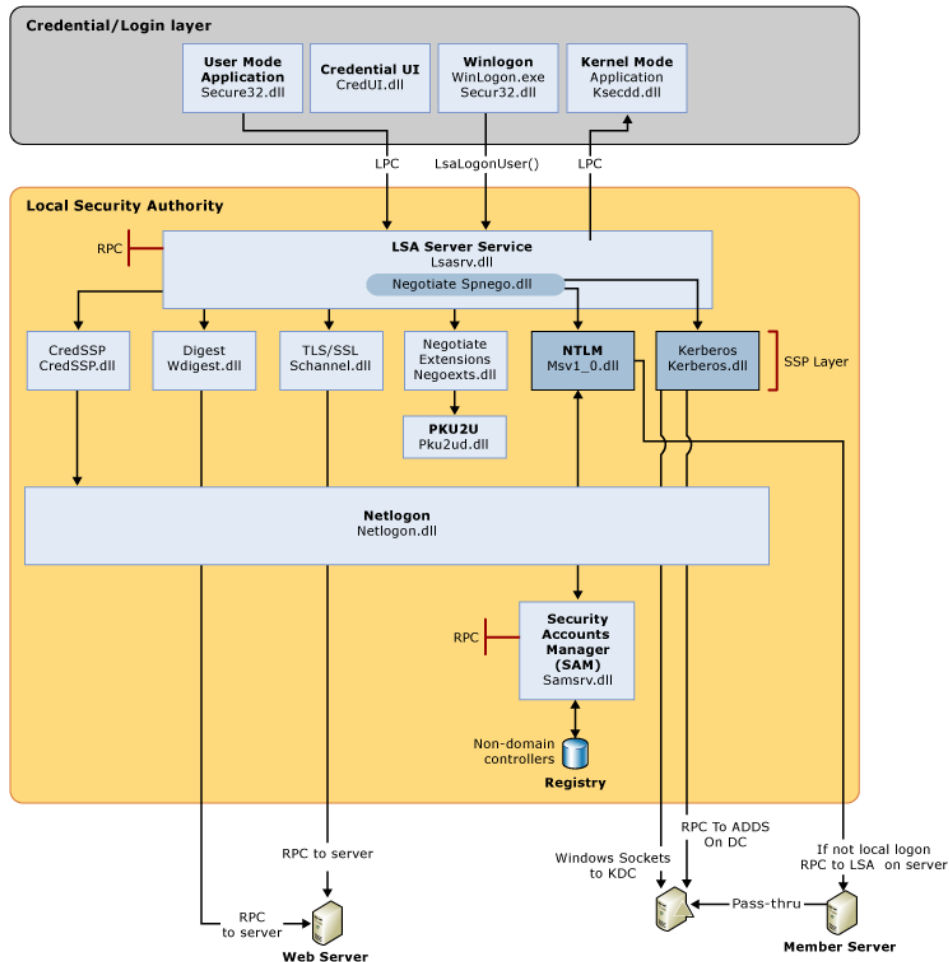 Credential/Login layer
User Mode
Application
Secure32.dll
Credential UI
CredUI.dll
Winlogon
WinLogon.exe
Secur32.dll
Kernel Mode
Application
Ksecdd.dll
LPC
LsaLogonUser()
LPC
Local Security Authority
RPC
LSA Server Service
Lsasrv.dll
Negotiate Spnego.dll
CredSSP
CredSSP.dll
Digest
Wdigest.dll
TLS/SSL
Schannel.dll
Negotiate
Extensions
Negoexts.dll
NTLM
Msv1_0.dll
Kerberos
Kerberos.dll
SSP Layer
PKU2U
Pku2ud.dll
Netlogon
Netlogon.dll
RPC
Security
Accounts
Manager
(SAM)
Samsrv.dll
Non-domain
controllers
Registry
RPC to server
Windows Sockets
to KDC
RPC To ADDS
On DC
If not local logon
RPC to LSA on server
RPC
to server
Web Server
Pass-thru
Member Server